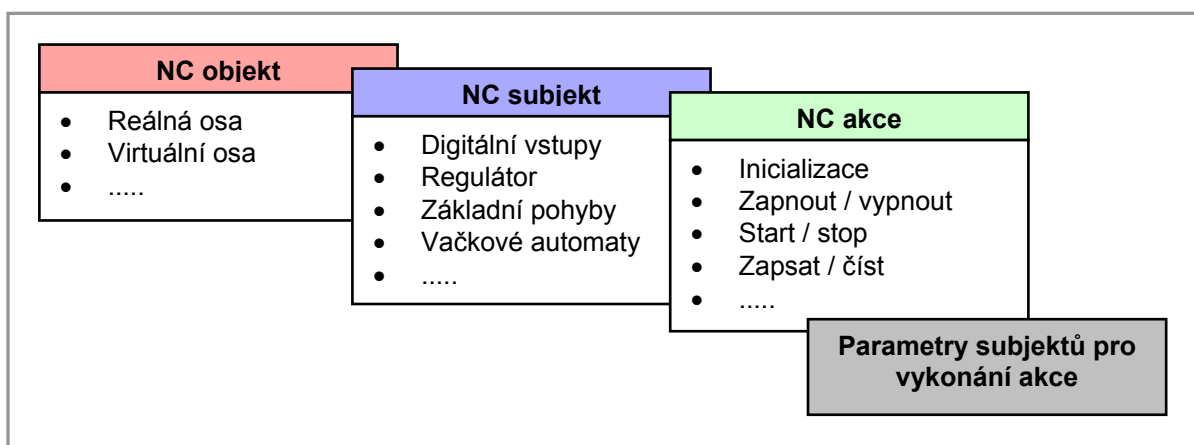 NC objekt
• Reálná osa
• Virtuální osa
• .....
NC subjekt
• Digitální vstupy
• Regulátor
• Základní pohyby
• Vačkové automaty
• .....
NC akce
• Inicializace
• Zapnout / vypnout
• Start / stop
• Zapsat / číst
• .....
Parametry subjektů pro
vykonání akce